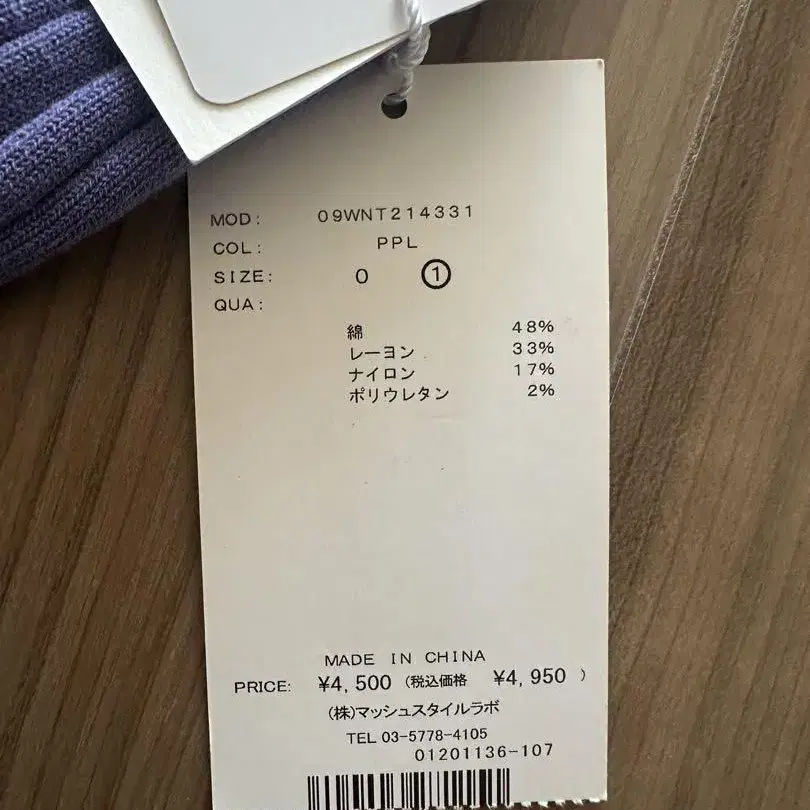 MOD: 09WNT214331
COL: PPL
SIZE: 0 ①
QUA:
綿 48%
レーヨン 33%
ナイロン 17%
ポリウレタン 2%
MADE IN CHINA
PRICE: ¥4,500 (税込価格 ¥4,950 )
(株)マッシュスタイルラボ
TEL 03-5778-4105
01201136-107